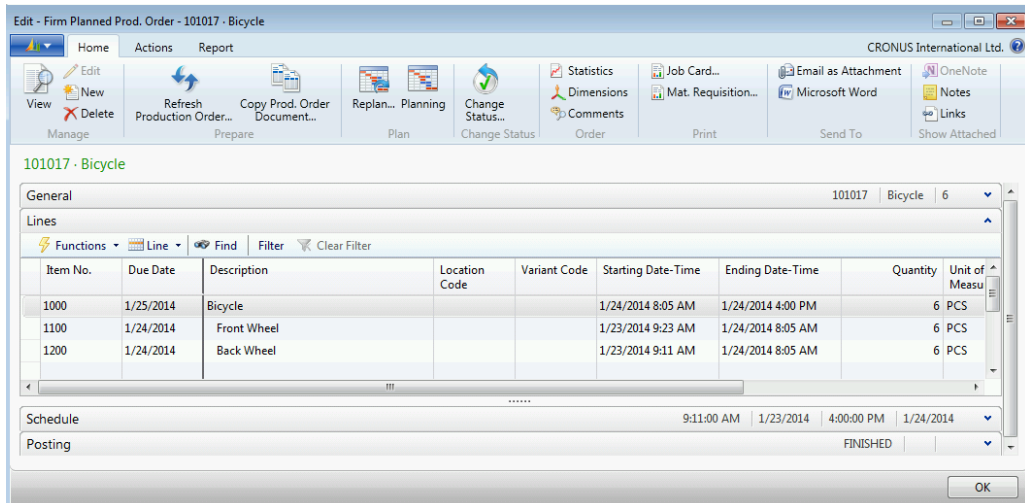 Edit - Firm Planned Prod. Order - 101017 · Bicycle
Home Actions Report CRONUS International Ltd.
View
Edit
New
Delete
Manage
Refresh Production Order...
Copy Prod. Order Document...
Prepare
Replan... Planning
Plan
Change Status...
Change Status
Statistics
Dimensions
Comments
Order
Job Card...
Mat. Requisition...
Print
Email as Attachment
Microsoft Word
Send To
OneNote
Notes
Links
Show Attached
101017 · Bicycle
General 101017 Bicycle 6
Lines
Functions Line Find Filter Clear Filter
Item No. Due Date Description Location Code Variant Code Starting Date-Time Ending Date-Time Quantity Unit of Measu
1000 1/25/2014 Bicycle 1/24/2014 8:05 AM 1/24/2014 4:00 PM 6 PCS
1100 1/24/2014 Front Wheel 1/23/2014 9:23 AM 1/24/2014 8:05 AM 6 PCS
1200 1/24/2014 Back Wheel 1/23/2014 9:11 AM 1/24/2014 8:05 AM 6 PCS
Schedule 9:11:00 AM 1/23/2014 4:00:00 PM 1/24/2014
Posting FINISHED
OK